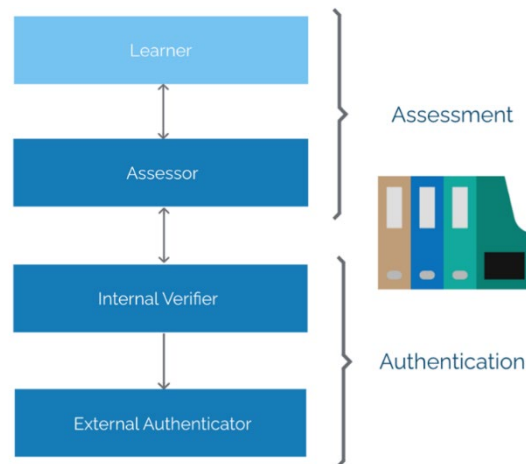 Learner
Assessor
Assessment
Internal Verifier
Authentication
External Authenticator